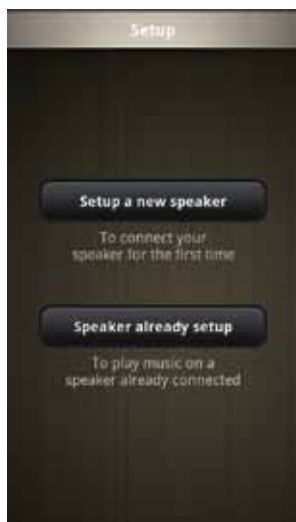 Setup
Setup a new speaker
To connect your
speaker for the first time
Speaker already setup
To play music on a
speaker already connected